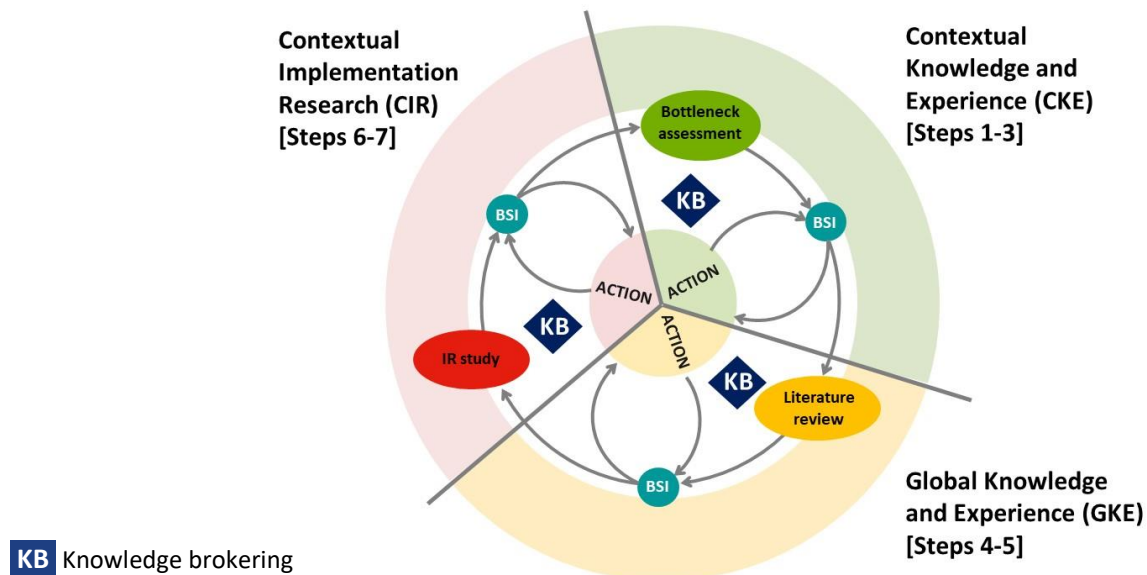 Contextual
Implementation
Research (CIR)
[Steps 6-7]
Contextual
Knowledge and
Experience (CKE)
[Steps 1-3]
Bottleneck
assessment
KB
BSI
BSI
ACTION
ACTION
ACTION
KB
KB
IR study
Literature
review
BSI
Global Knowledge
and Experience (GKE)
[Steps 4-5]
KB Knowledge brokering